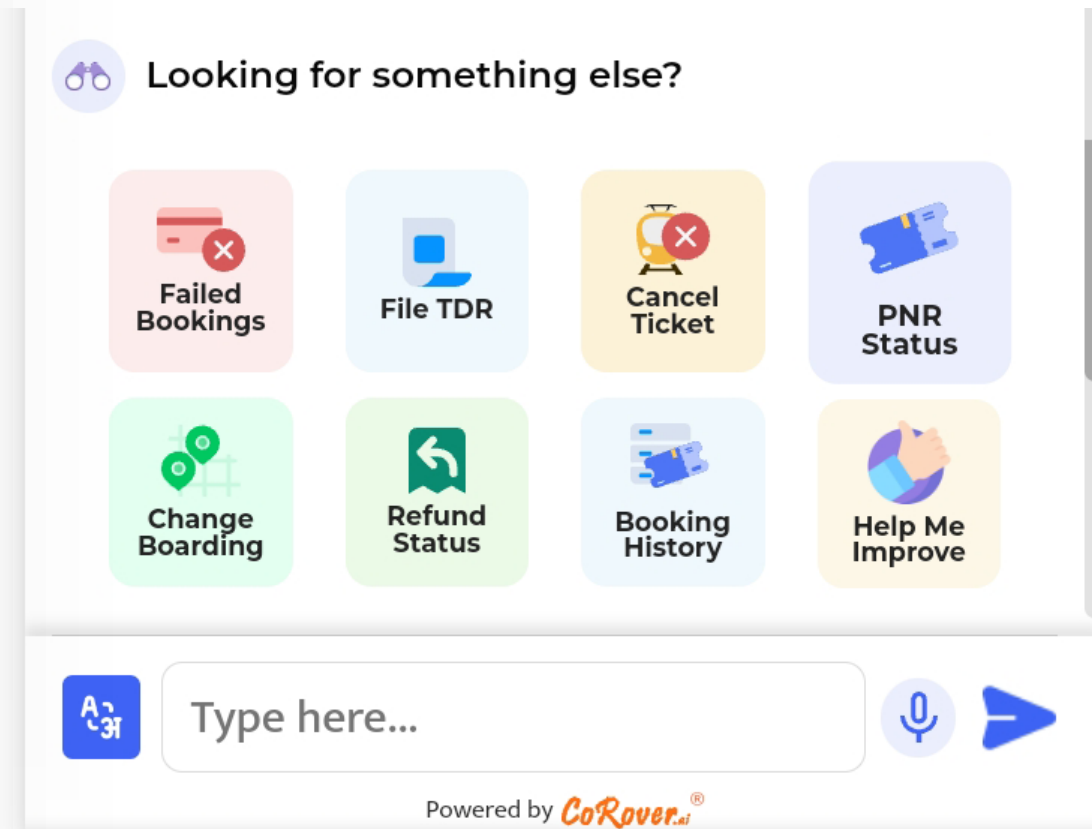 Looking for something else?
Failed
Bookings
File TDR
Cancel
Ticket
PNR
Status
Change
Boarding
Refund
Status
Booking
History
Help Me
Improve
A अ
Type here...
Powered by CoRover.ai®